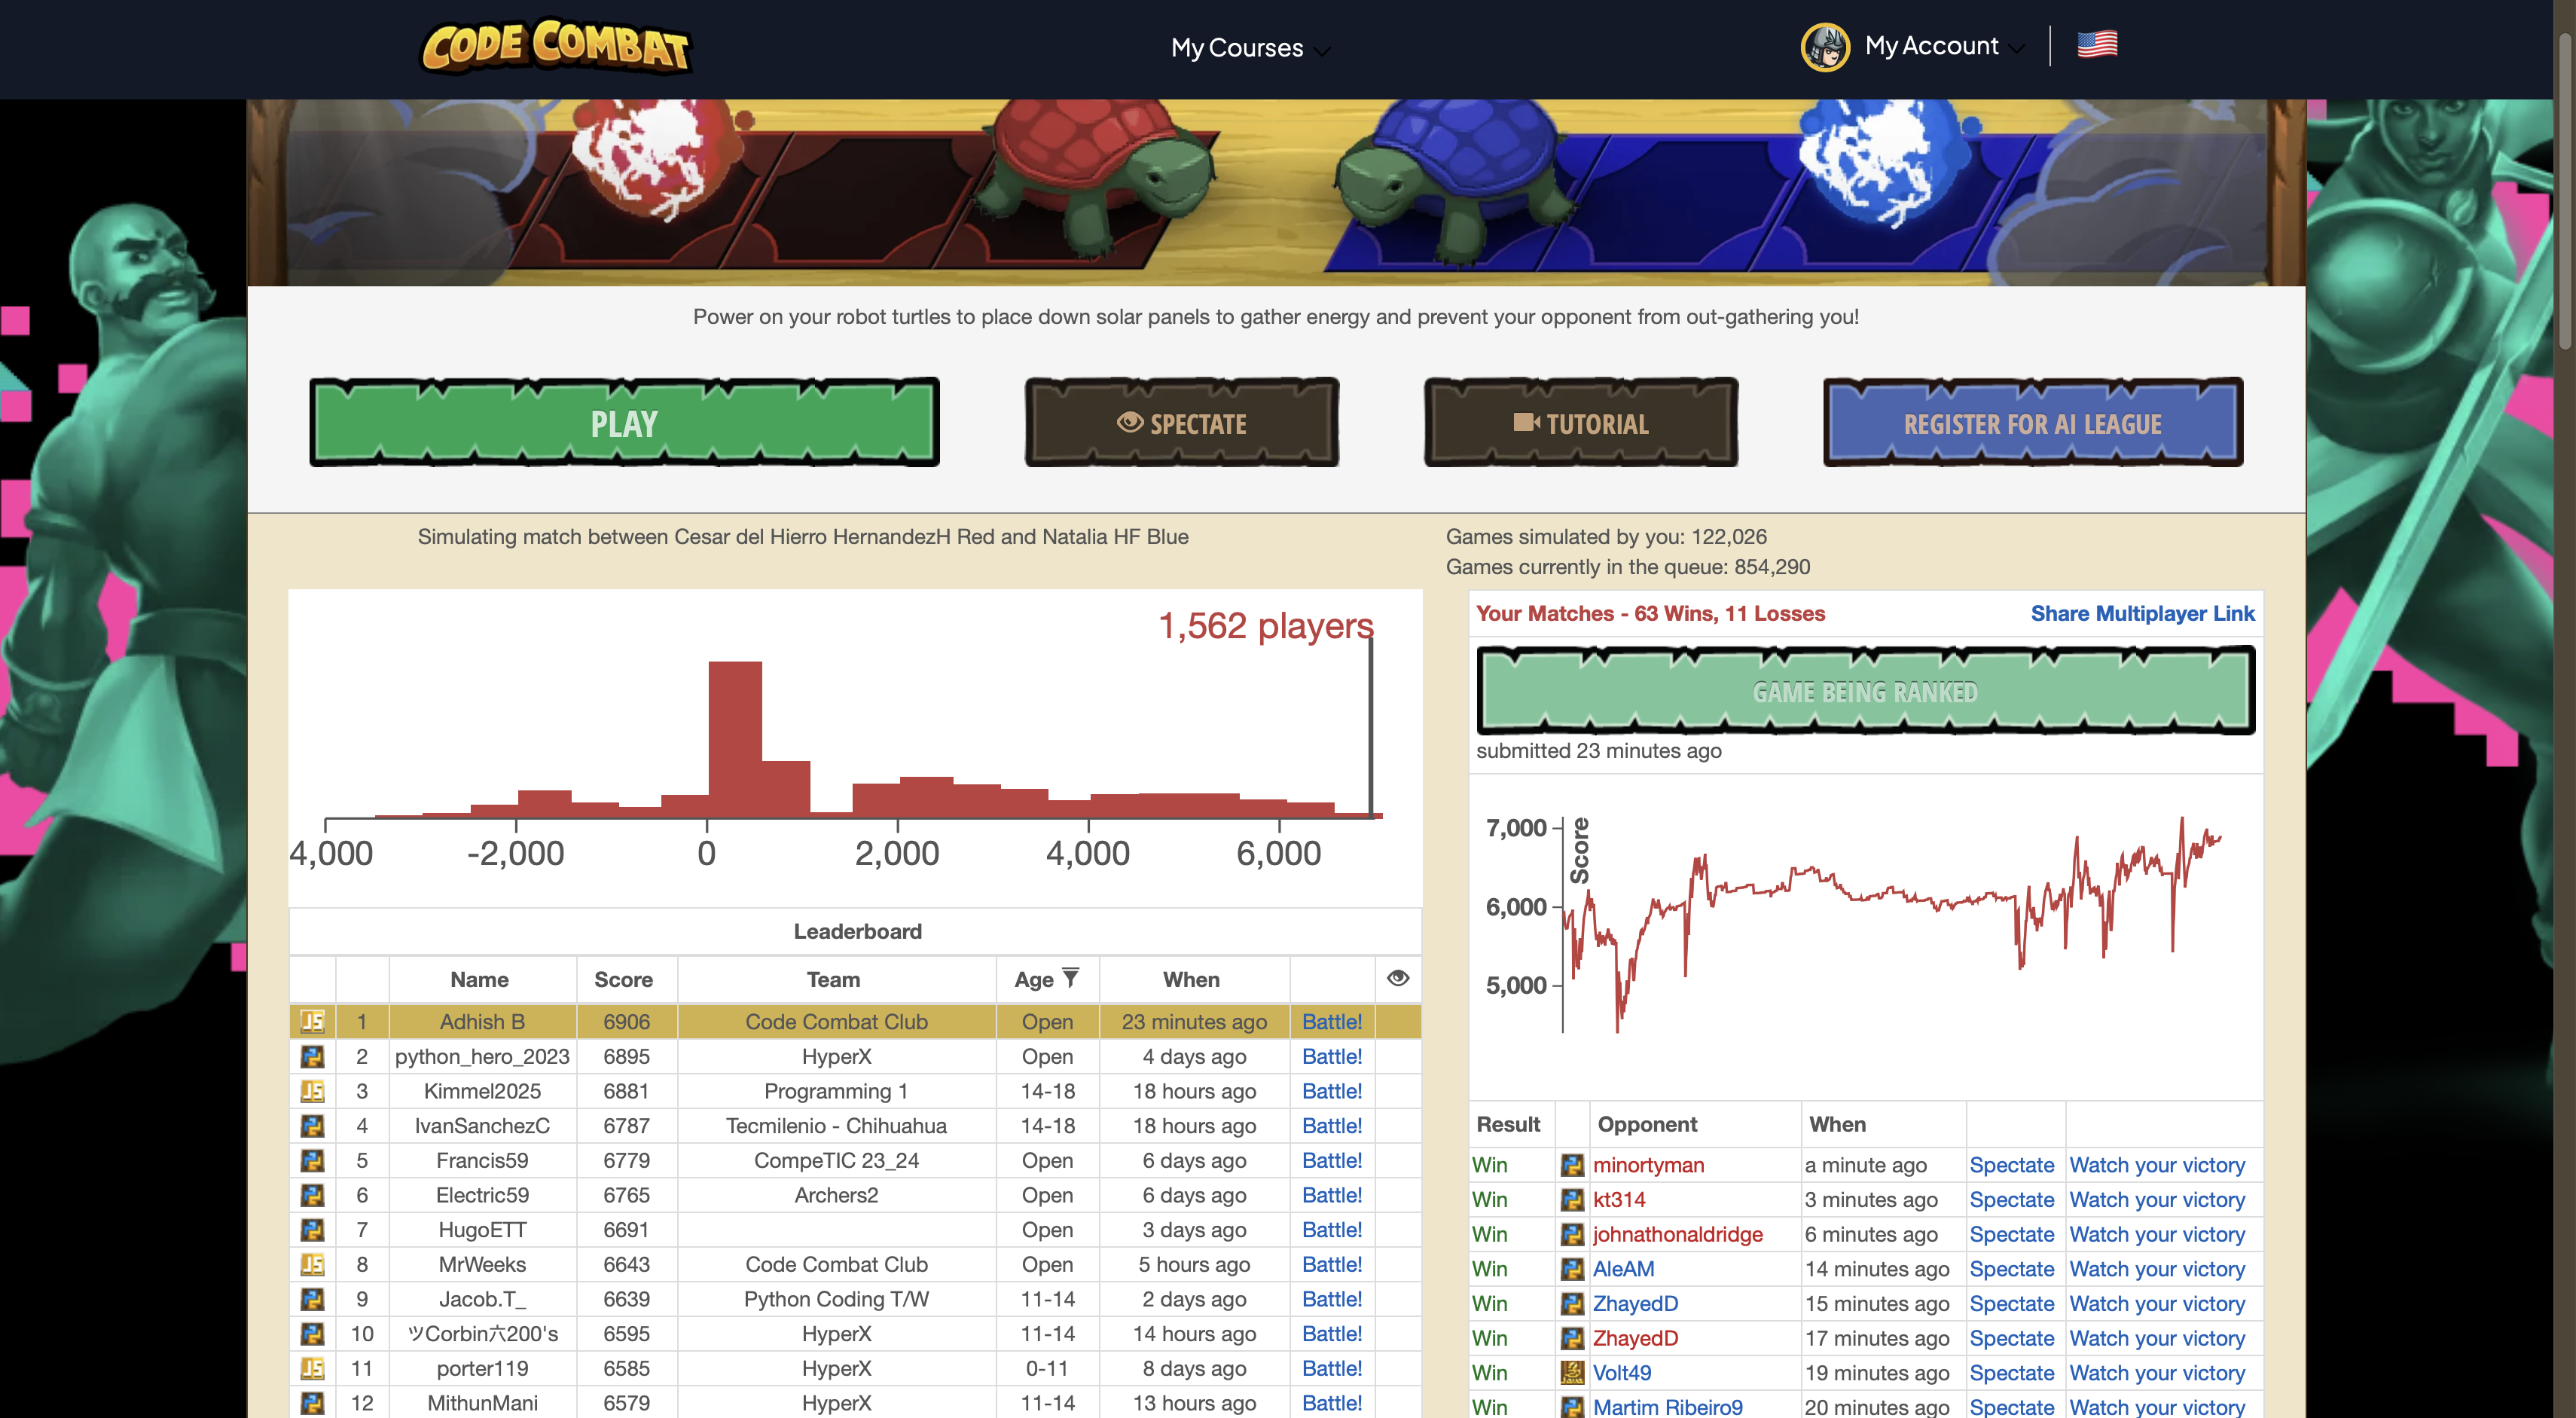 CODE COMBAT
My Courses
My Account
Power on your robot turtles to place down solar panels to gather energy and prevent your opponent from out-gathering you!
PLAY
SPECTATE
TUTORIAL
REGISTER FOR AI LEAGUE
Simulating match between Cesar del Hierro HernandezH Red and Natalia HF Blue
Games simulated by you: 122,026
Games currently in the queue: 854,290
1,562 players
4,000 -2,000 0 2,000 4,000 6,000
Leaderboard
Name Score Team Age When
JS 1 Adhish B 6906 Code Combat Club Open 23 minutes ago Battle!
2 python_hero_2023 6895 HyperX Open 4 days ago Battle!
JS 3 Kimmel2025 6881 Programming 1 14-18 18 hours ago Battle!
4 IvanSanchezC 6787 Tecmilenio - Chihuahua 14-18 18 hours ago Battle!
5 Francis59 6779 CompeTIC 23_24 Open 6 days ago Battle!
6 Electric59 6765 Archers2 Open 6 days ago Battle!
7 HugoETT 6691 Open 3 days ago Battle!
JS 8 MrWeeks 6643 Code Combat Club Open 5 hours ago Battle!
9 Jacob.T_ 6639 Python Coding T/W 11-14 2 days ago Battle!
10 ツCorbin六200's 6595 HyperX 11-14 14 hours ago Battle!
JS 11 porter119 6585 HyperX 0-11 8 days ago Battle!
12 MithunMani 6579 HyperX 11-14 13 hours ago Battle!
Your Matches - 63 Wins, 11 Losses
Share Multiplayer Link
GAME BEING RANKED
submitted 23 minutes ago
Score
7,000
6,000
5,000
Result Opponent When
Win minortyman a minute ago Spectate Watch your victory
Win kt314 3 minutes ago Spectate Watch your victory
Win johnathonaldridge 6 minutes ago Spectate Watch your victory
Win AleAM 14 minutes ago Spectate Watch your victory
Win ZhayedD 15 minutes ago Spectate Watch your victory
Win ZhayedD 17 minutes ago Spectate Watch your victory
Win Java Volt49 19 minutes ago Spectate Watch your victory
Win Martim Ribeiro9 20 minutes ago Spectate Watch your victory